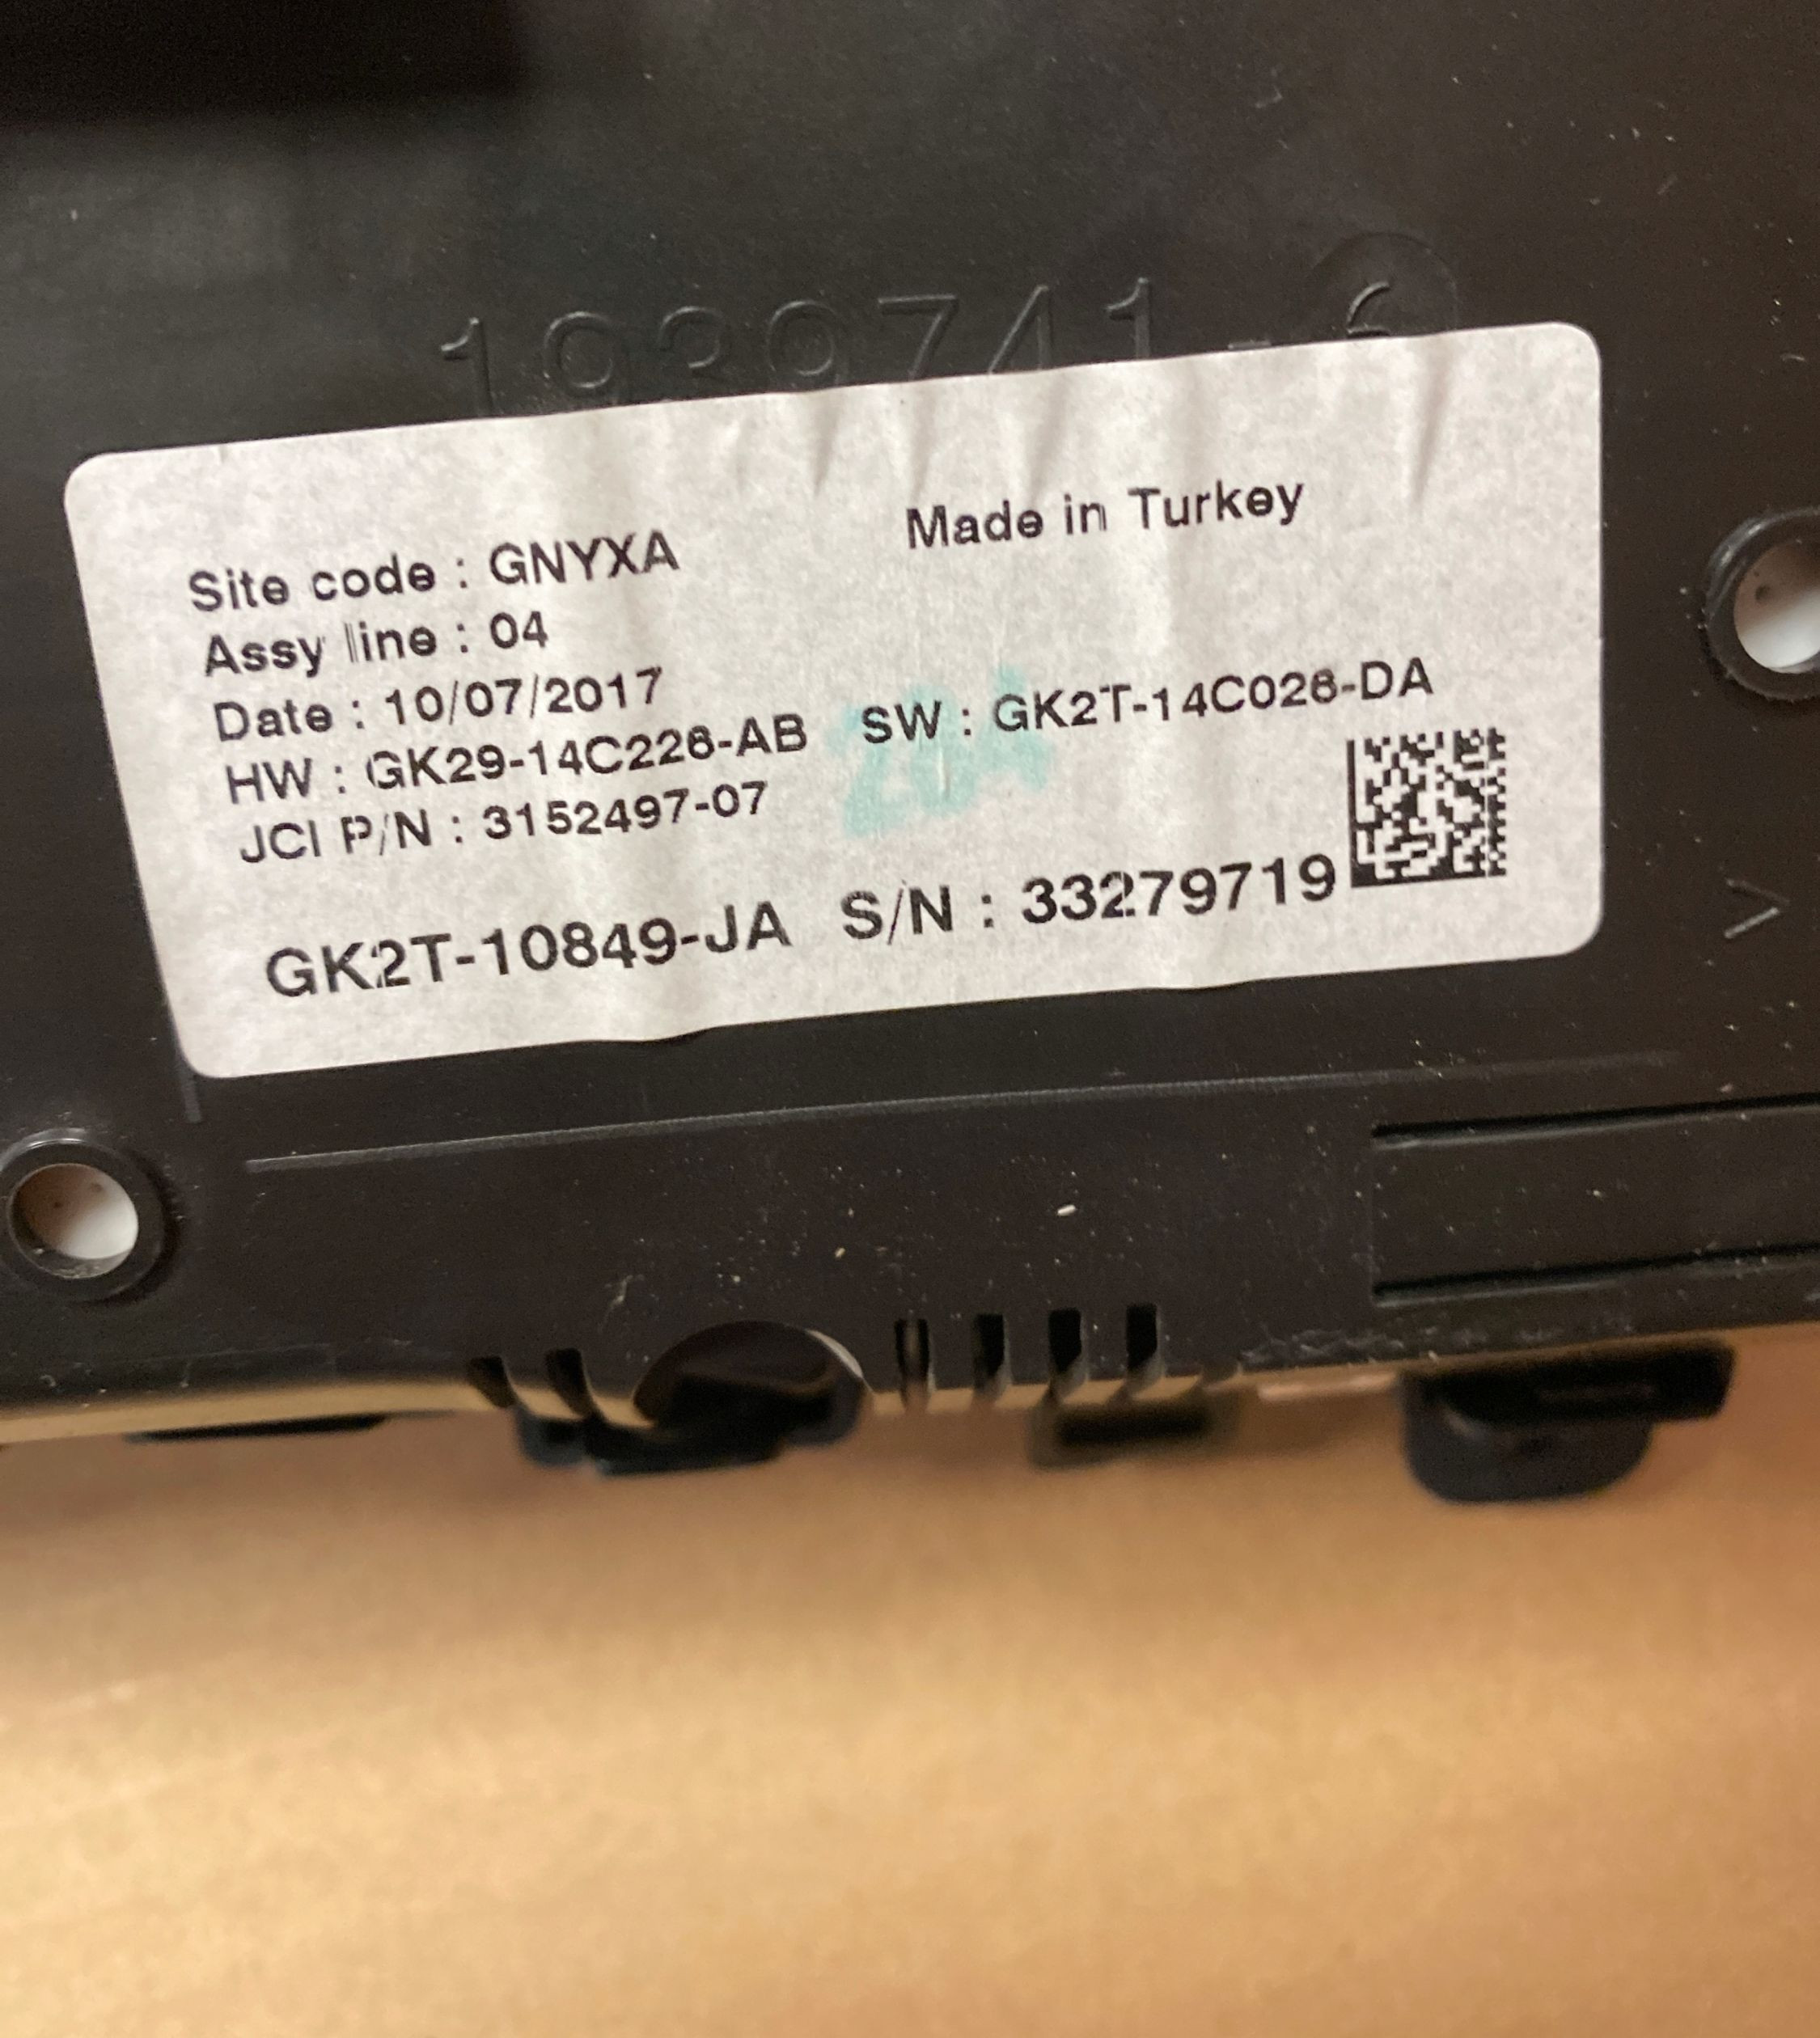 Made in Turkey
Site code : GNYXA
Assy line : 04
Date : 10/07/2017
HW : GK29-14C226-AB SW : GK2T-14C026-DA
JCI P/N : 3152497-07
GK2T-10849-JA S/N : 33279719
>